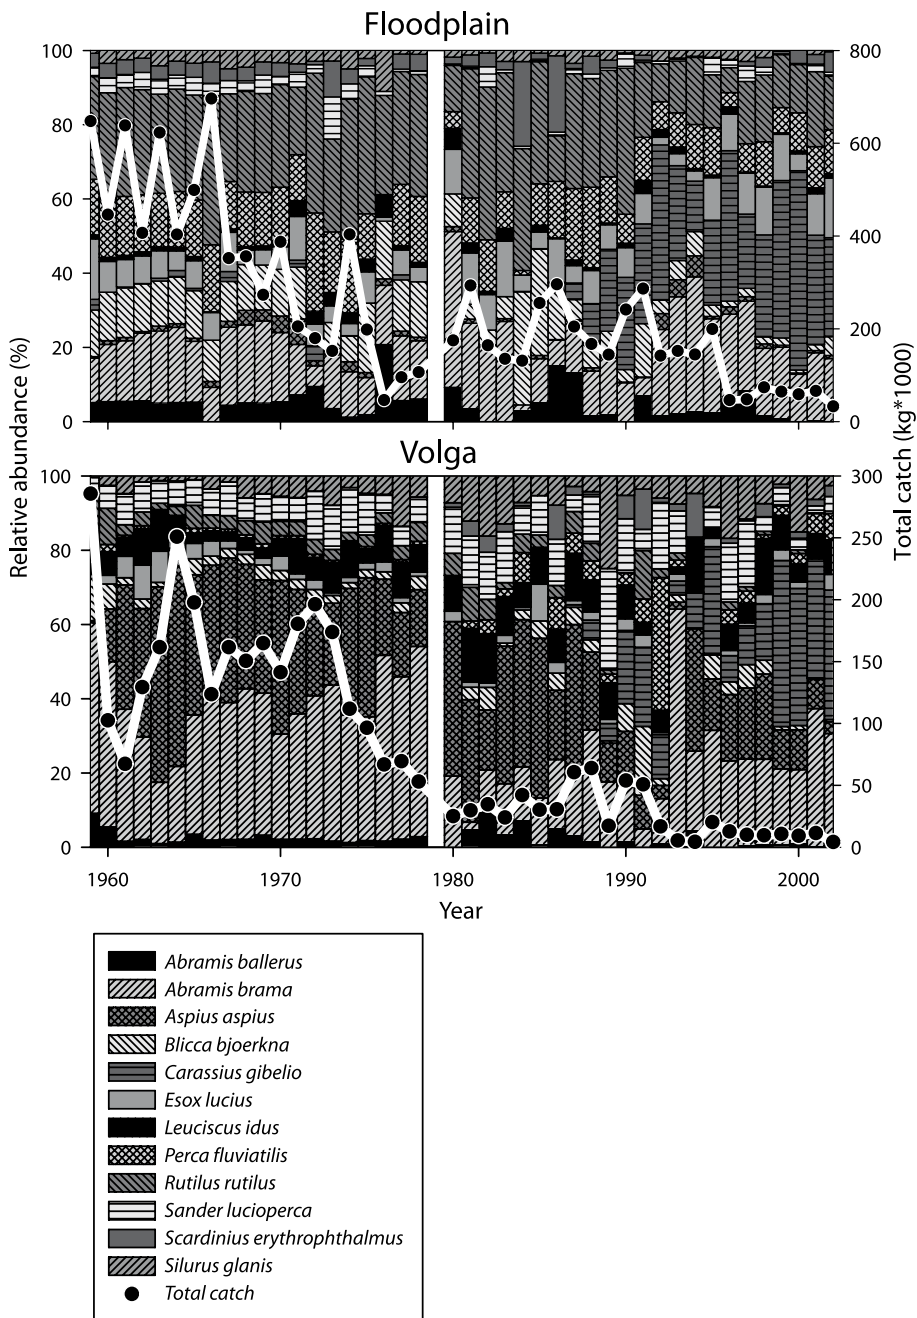 Floodplain
100
80
60
40
20
0
800
600
400
200
0
Volga
100
80
60
40
20
0
300
250
200
150
100
50
0
Relative abundance (%)
Total catch (kg*1000)
1960
1970
1980
1990
2000
Year
Abramis ballerus
Abramis brama
Aspius aspius
Blicca bjoerkna
Carassius gibelio
Esox lucius
Leuciscus idus
Perca fluviatilis
Rutilus rutilus
Sander lucioperca
Scardinius erythrophthalmus
Silurus glanis
Total catch